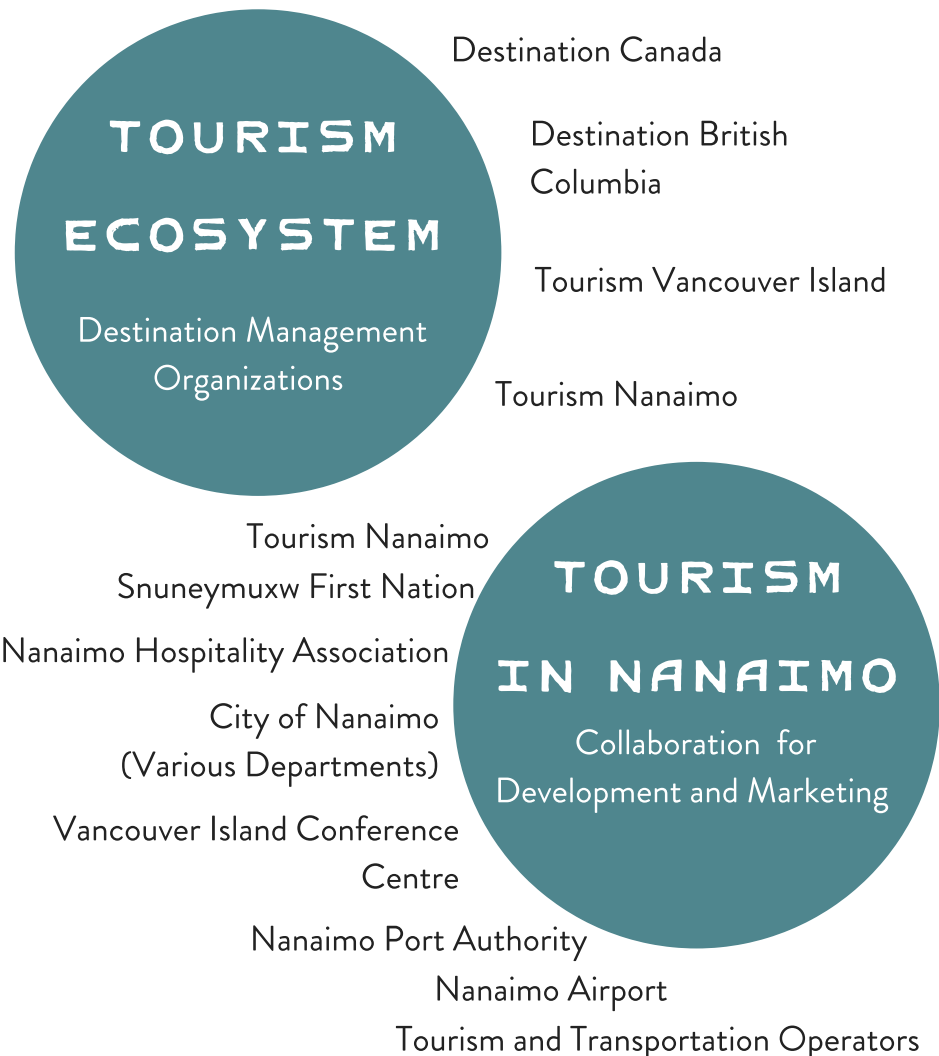 TOURISM
ECOSYSTEM
Destination Management
Organizations
Destination Canada
Destination British
Columbia
Tourism Vancouver Island
Tourism Nanaimo
TOURISM
IN NANAIMO
Collaboration for
Development and Marketing
Tourism Nanaimo
Snuneymuxw First Nation
Nanaimo Hospitality Association
City of Nanaimo
(Various Departments)
Vancouver Island Conference
Centre
Nanaimo Port Authority
Nanaimo Airport
Tourism and Transportation Operators